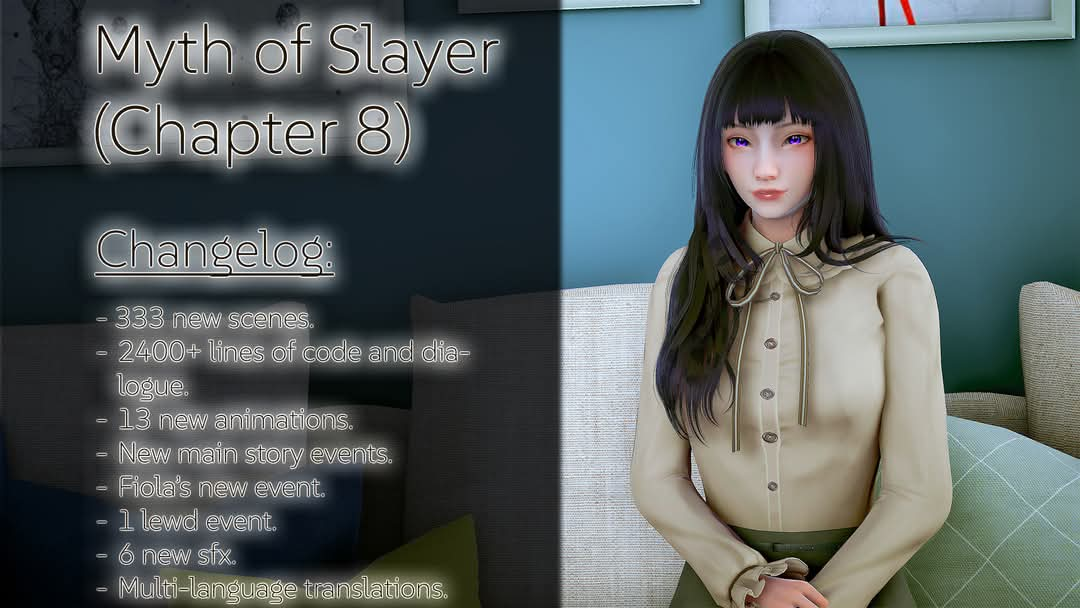 Myth of Slayer
(Chapter 8)
Changelog:
- 333 new scenes.
- 2400+ lines of code and dia-
logue.
- 13 new animations.
- New main story events.
- Fiola's new event.
- 1 lewd event.
- 6 new sfx.
- Multi-language translations.